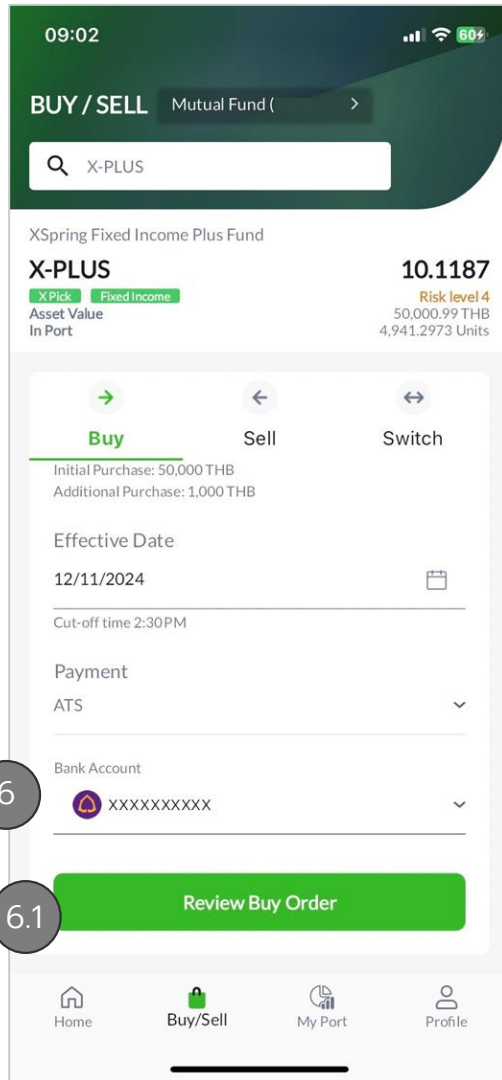 09:02
60
BUY / SELL Mutual Fund (
X-PLUS
XSpring Fixed Income Plus Fund
X-PLUS 10.1187
X Pick Fixed Income Risk level 4
Asset Value 50,000.99 THB
In Port 4,941.2973 Units
Buy Sell Switch
Initial Purchase: 50,000 THB
Additional Purchase: 1,000 THB
Effective Date
12/11/2024
Cut-off time 2:30PM
Payment
ATS
Bank Account
6
XXXXXXXXXX
6.1
Review Buy Order
Home Buy/Sell My Port Profile